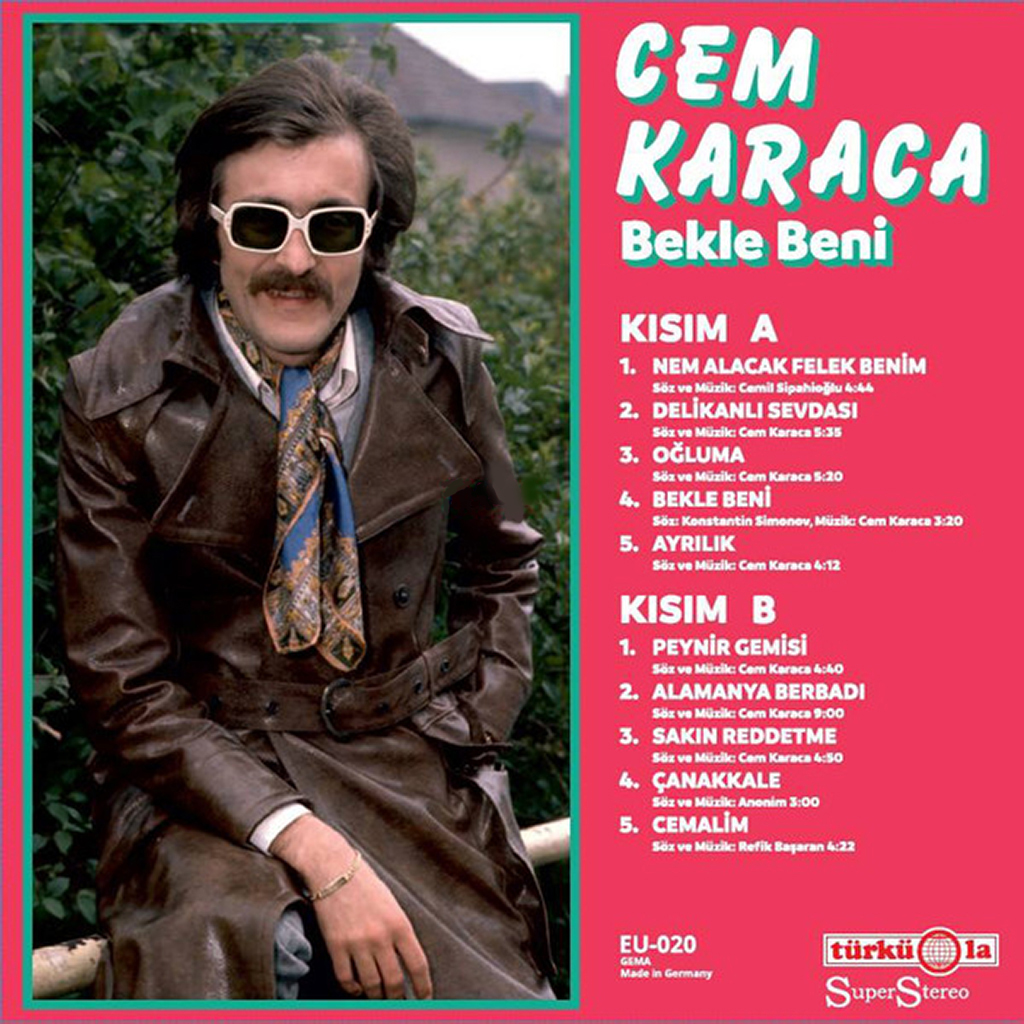 CEM
KARACA
Bekle Beni
KISIM A
1. NEM ALACAK FELEK BENİM
Söz ve Müzik: Cemil Sipahioğlu 4:44
2. DELİKANLI SEVDASI
Söz ve Müzik: Cem Karaca 5:35
3. OĞLUMA
Söz ve Müzik: Cem Karaca 5:20
4. BEKLE BENİ
Söz: Konstantin Simonov, Müzik: Cem Karaca 3:20
5. AYRILIK
Söz ve Müzik: Cem Karaca 4:12
KISIM B
1. PEYNİR GEMİSİ
Söz ve Müzik: Cem Karaca 4:40
2. ALAMANYA BERBADI
Söz ve Müzik: Cem Karaca 9:00
3. SAKIN REDDETME
Söz ve Müzik: Cem Karaca 4:50
4. ÇANAKKALE
Söz ve Müzik: Anonim 3:00
5. CEMALİM
Söz ve Müzik: Refik Başaran 4:22
EU-020
GEMA
Made in Germany
türküola
SuperStereo